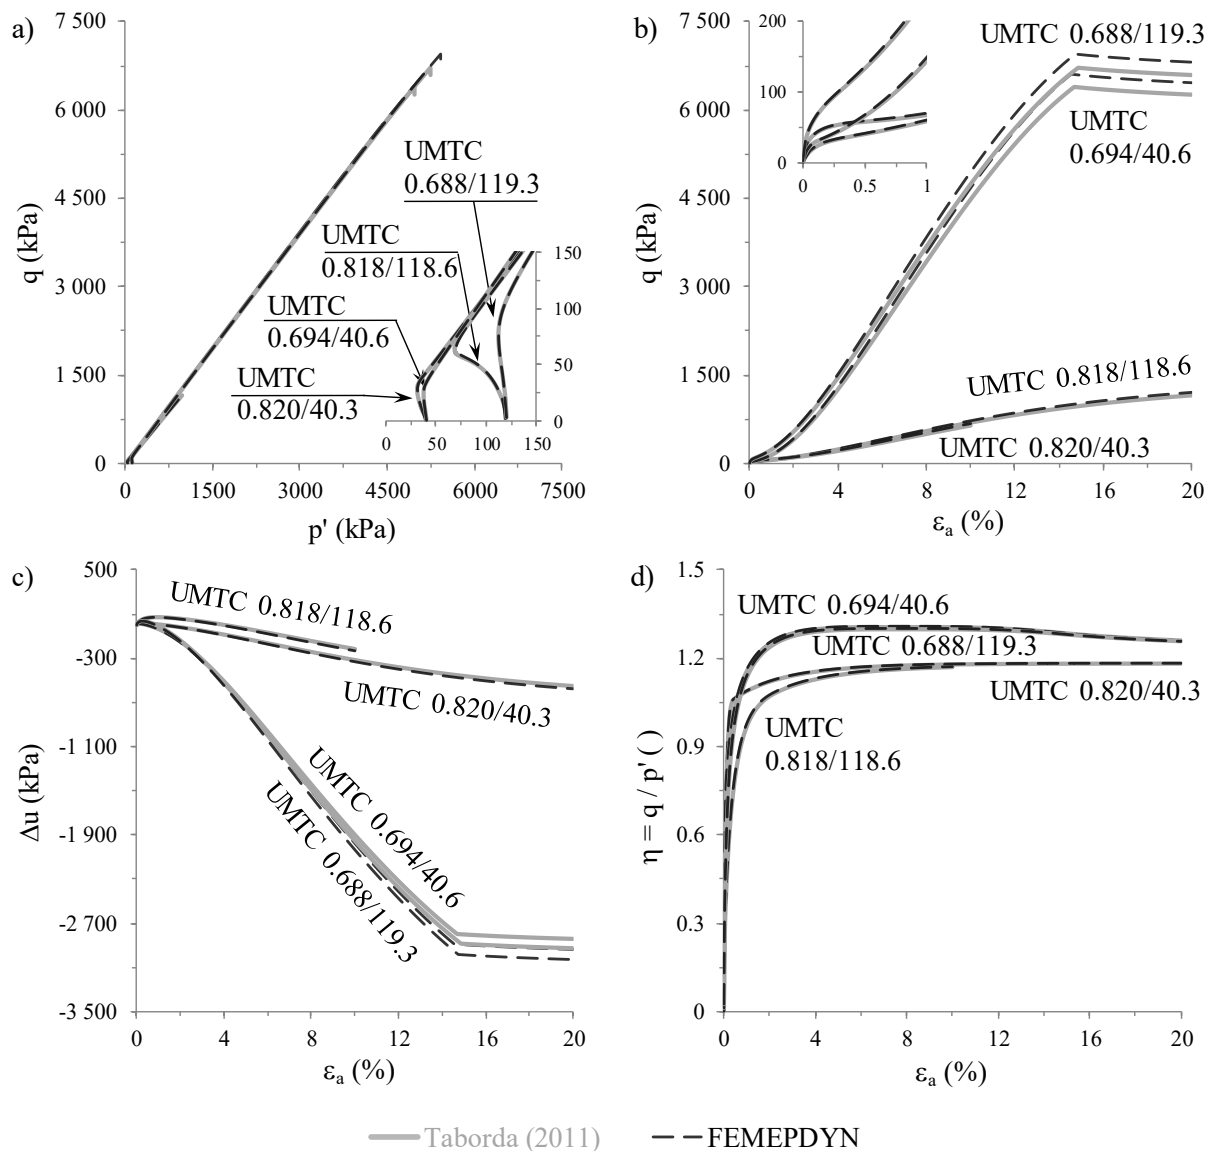 a)
7 500
6 000
4 500
3 000
1 500
0
q (kPa)
UMTC
0.688/119.3
UMTC
0.818/118.6
UMTC
0.694/40.6
UMTC
0.820/40.3
150
100
50
0
0
50
100
150
0
1500
3000
4500
6000
7500
p' (kPa)
b)
7 500
6 000
4 500
3 000
1 500
0
q (kPa)
200
100
0
0
0.5
1
UMTC 0.688/119.3
UMTC
0.694/40.6
UMTC 0.818/118.6
UMTC 0.820/40.3
0
4
8
12
16
20
εa (%)
c)
500
-300
-1 100
-1 900
-2 700
-3 500
Δu (kPa)
UMTC 0.818/118.6
UMTC 0.820/40.3
UMTC 0.694/40.6
UMTC 0.688/119.3
0
4
8
12
16
20
εa (%)
d)
1.5
1.2
0.9
0.6
0.3
0
η = q / p' ( )
UMTC 0.694/40.6
UMTC 0.688/119.3
UMTC 0.820/40.3
UMTC
0.818/118.6
0
4
8
12
16
20
εa (%)
Taborda (2011)
FEMEPDYN